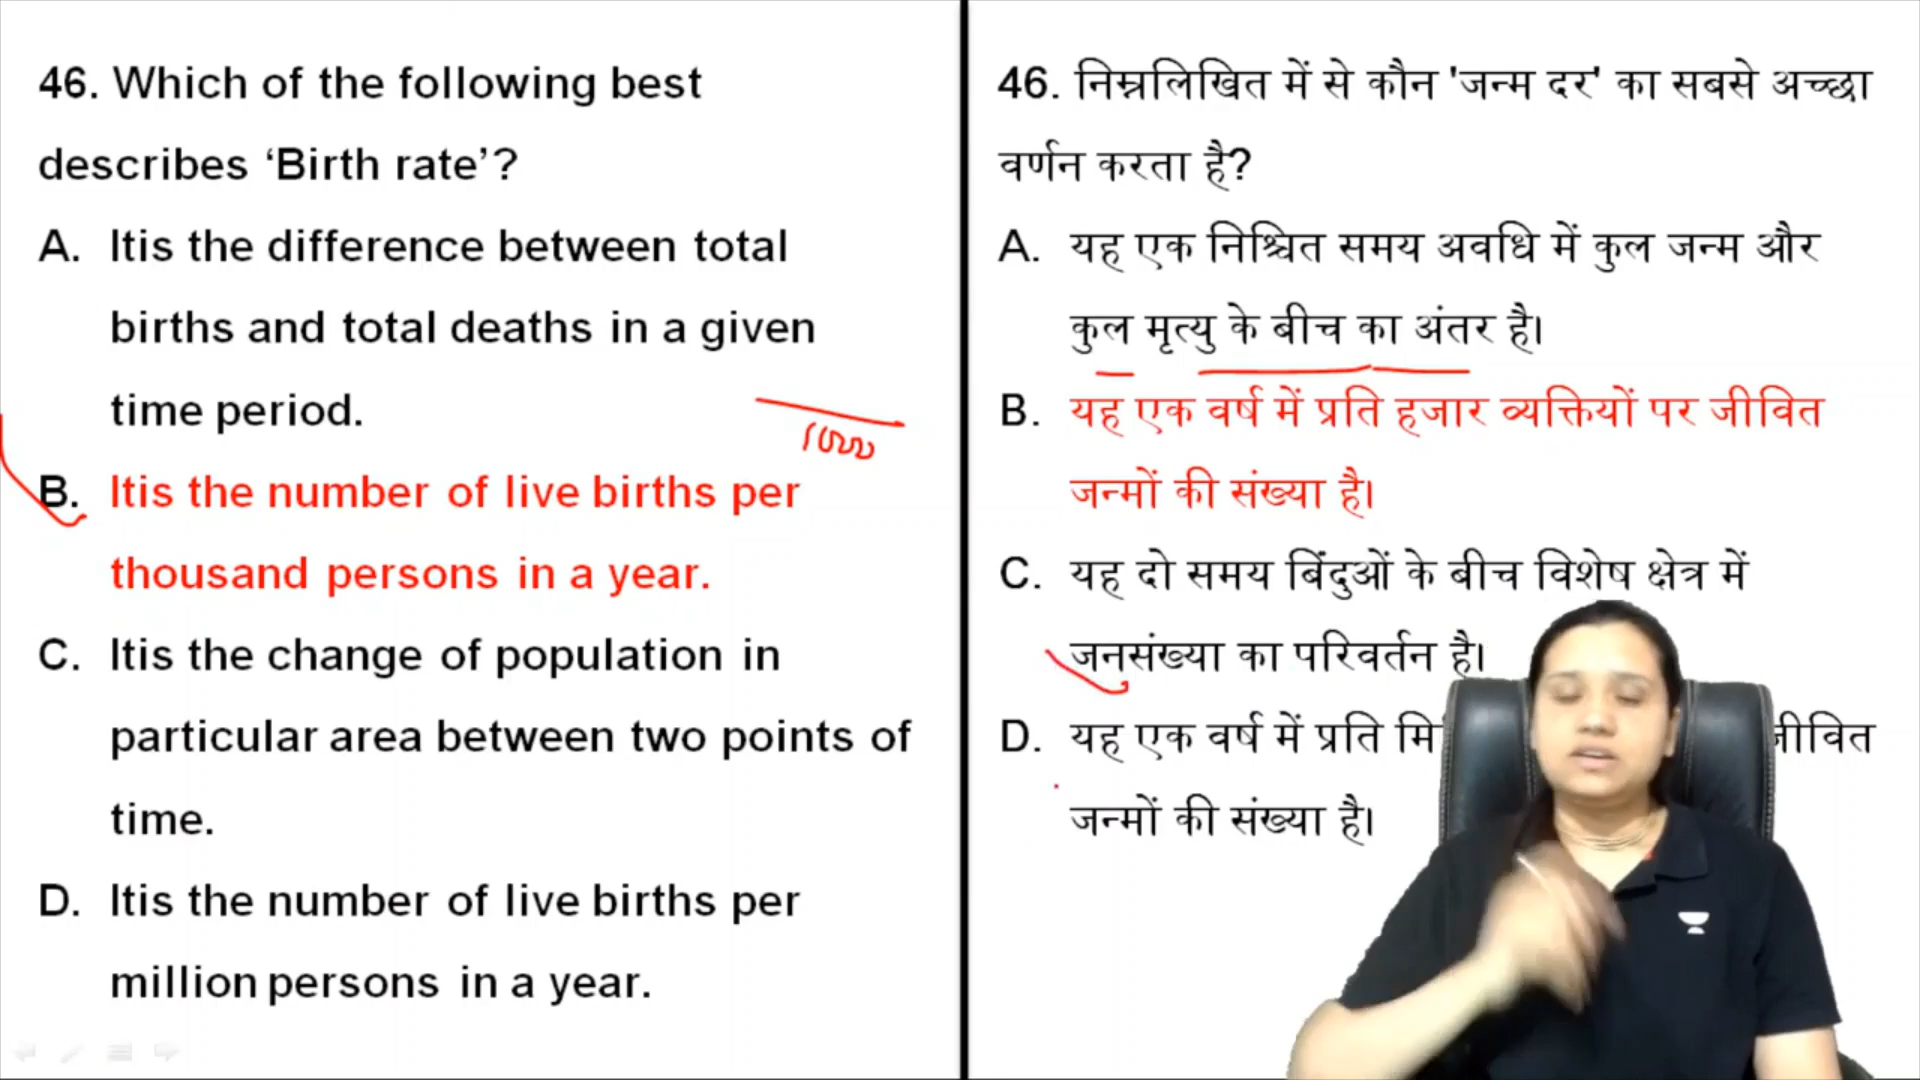 46. Which of the following best
describes ‘Birth rate’?
A. Itis the difference between total
births and total deaths in a given
time period.
1000
B. Itis the number of live births per
thousand persons in a year.
C. Itis the change of population in
particular area between two points of
time.
D. Itis the number of live births per
million persons in a year.
46. निम्नलिखित में से कौन 'जन्म दर' का सबसे अच्छा
वर्णन करता है?
A. यह एक निश्चित समय अवधि में कुल जन्म और
कुल मृत्यु के बीच का अंतर है।
B. यह एक वर्ष में प्रति हजार व्यक्तियों पर जीवित
जन्मों की संख्या है।
C. यह दो समय बिंदुओं के बीच विशेष क्षेत्र में
जनसंख्या का परिवर्तन है।
D. यह एक वर्ष में प्रति जीवित
जन्मों की संख्या है।